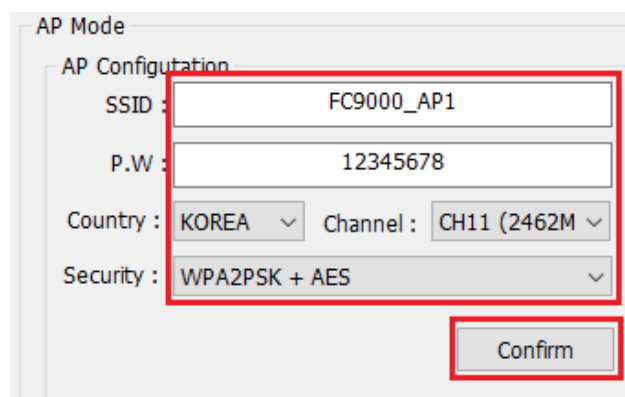 AP Mode
AP Configutation
SSID : FC9000_AP1
P.W : 12345678
Country : KOREA Channel : CH11 (2462M
Security : WPA2PSK + AES
Confirm